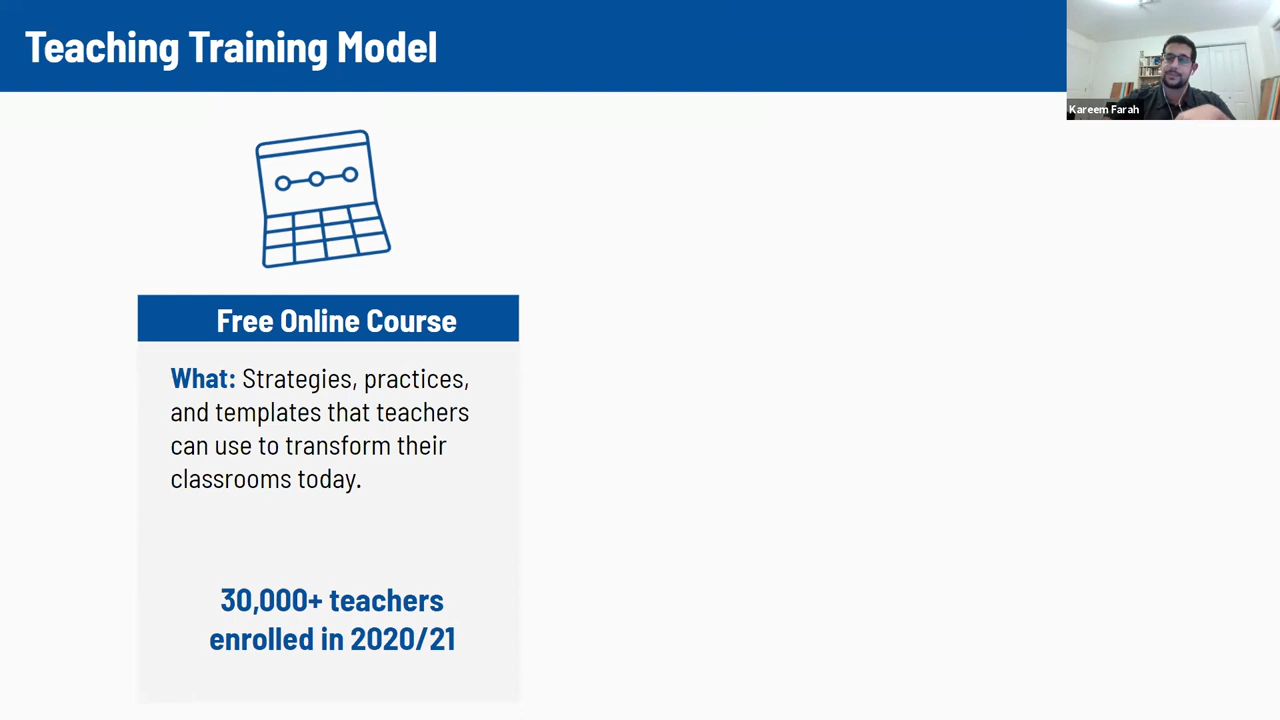 Teaching Training Model
Kareem Farah
Free Online Course
What: Strategies, practices,
and templates that teachers
can use to transform their
classrooms today.
30,000+ teachers
enrolled in 2020/21